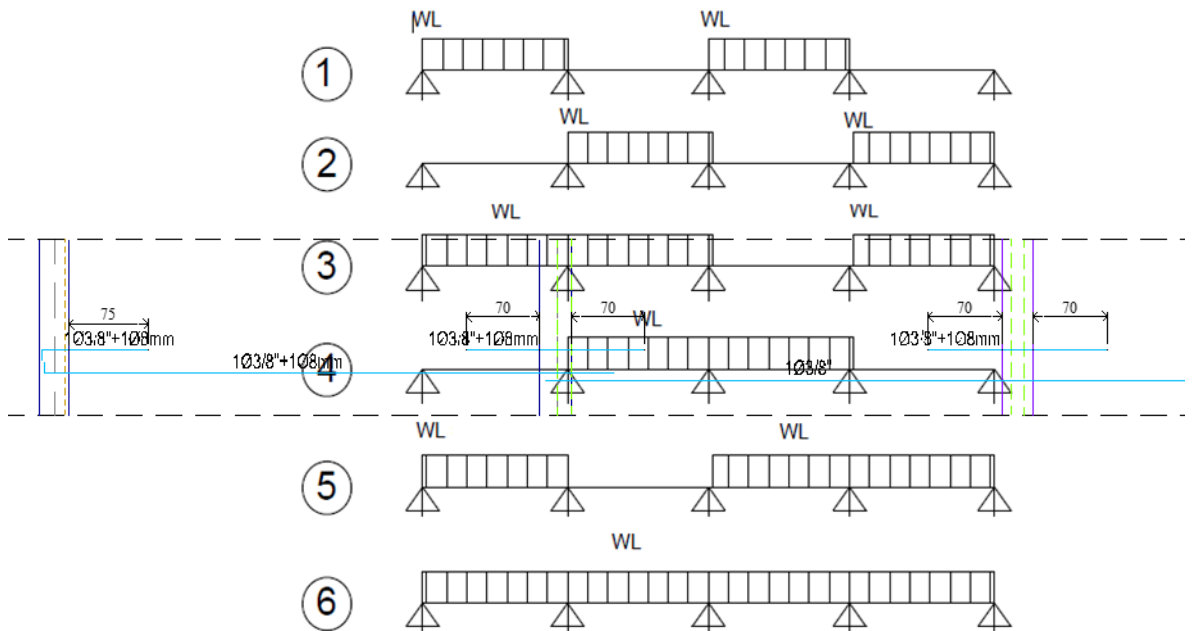 WL WL
1
WL WL
2
WL WL
3
75 70 70 70 70
WL
1Ø3/8"+1Ø8mm 1Ø3/8"+1Ø8mm 1Ø3/8"+1Ø8mm
1Ø3/8"+1Ø8mm 4 1Ø3/8"
WL WL
5
WL
6